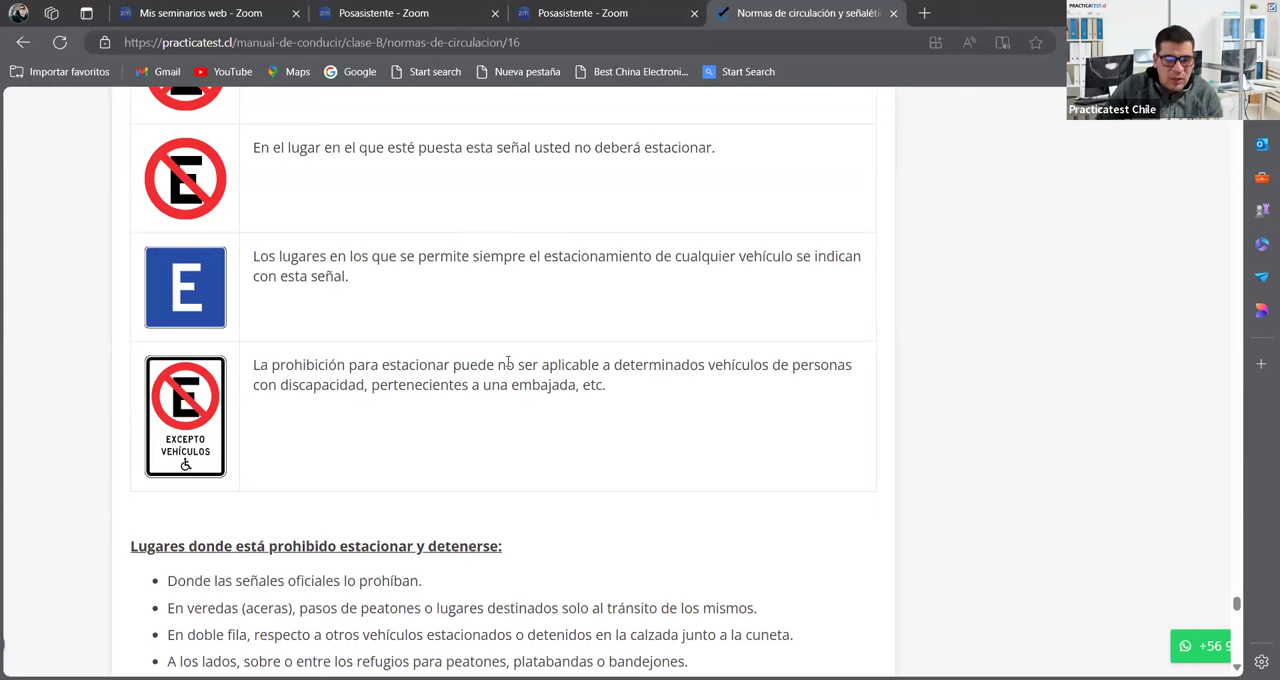 Mis seminarios web - Zoom
Posasistente - Zoom
Posasistente - Zoom
Normas de circulación y señaléti
https://practicatest.cl/manual-de-conducir/clase-B/normas-de-circulacion/16
Importar favoritos
Gmail
YouTube
Maps
Google
Start search
Nueva pestaña
Best China Electroni...
Start Search
PRACTICATEST.cl
Practicatest Chile
E
En el lugar en el que esté puesta esta señal usted no deberá estacionar.
E
Los lugares en los que se permite siempre el estacionamiento de cualquier vehículo se indican
con esta señal.
E
EXCEPTO
VEHÍCULOS
La prohibición para estacionar puede no ser aplicable a determinados vehículos de personas
con discapacidad, pertenecientes a una embajada, etc.
Lugares donde está prohibido estacionar y detenerse:
• Donde las señales oficiales lo prohíban.
• En veredas (aceras), pasos de peatones o lugares destinados solo al tránsito de los mismos.
• En doble fila, respecto a otros vehículos estacionados o detenidos en la calzada junto a la cuneta.
• A los lados, sobre o entre los refugios para peatones, platabandas o bandejones.
+56 9